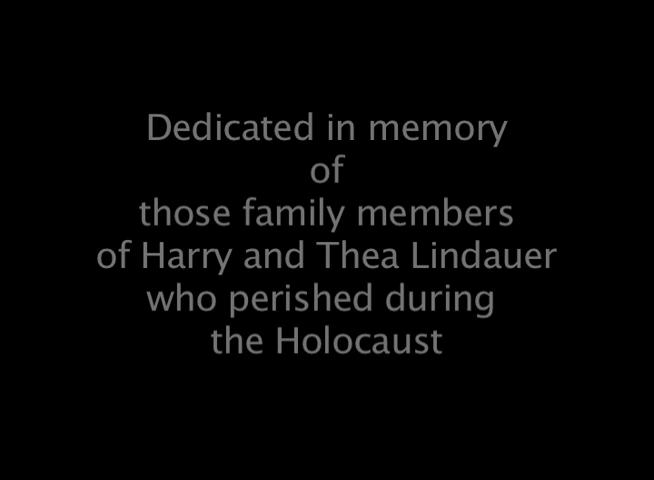 Dedicated in memory
of
those family members
of Harry and Thea Lindauer
who perished during
the Holocaust